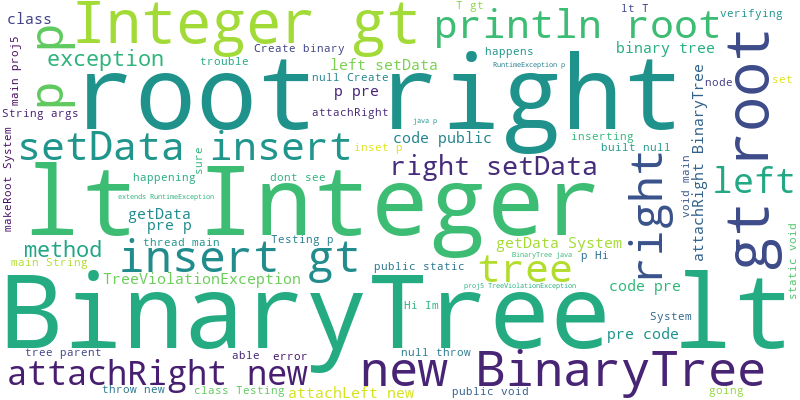 class
Integer gt
T gt
println root
lt T
verifying
exception
trouble
Create binary
left setData
happens
binary tree
RuntimeException p
p p
main proj5
root right
null Create
p pre
attachRight
node
set
String args
java p
code public
inserting
built null
gt root
setData insert
inset p
right setData
attachRight BinaryTree
makeRoot System
sure
happening
dont see
extends RuntimeException
lt Integer
right
void main
left
getData
pre p
method
thread main
Testing p
getData System
insert gt
main String
TreeViolationException
public static
tree
BinaryTree java
p Hi
proj5 TreeViolationException
code pre
static void
BinaryTree lt
Hi Im
System
pre code
tree parent
able
error
null throw
attachRight new
new BinaryTree
throw new
class Testing
attachLeft new
public void
going